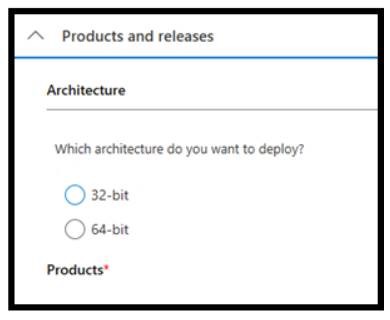 Products and releases
Architecture
Which architecture do you want to deploy?
32-bit
64-bit
Products*